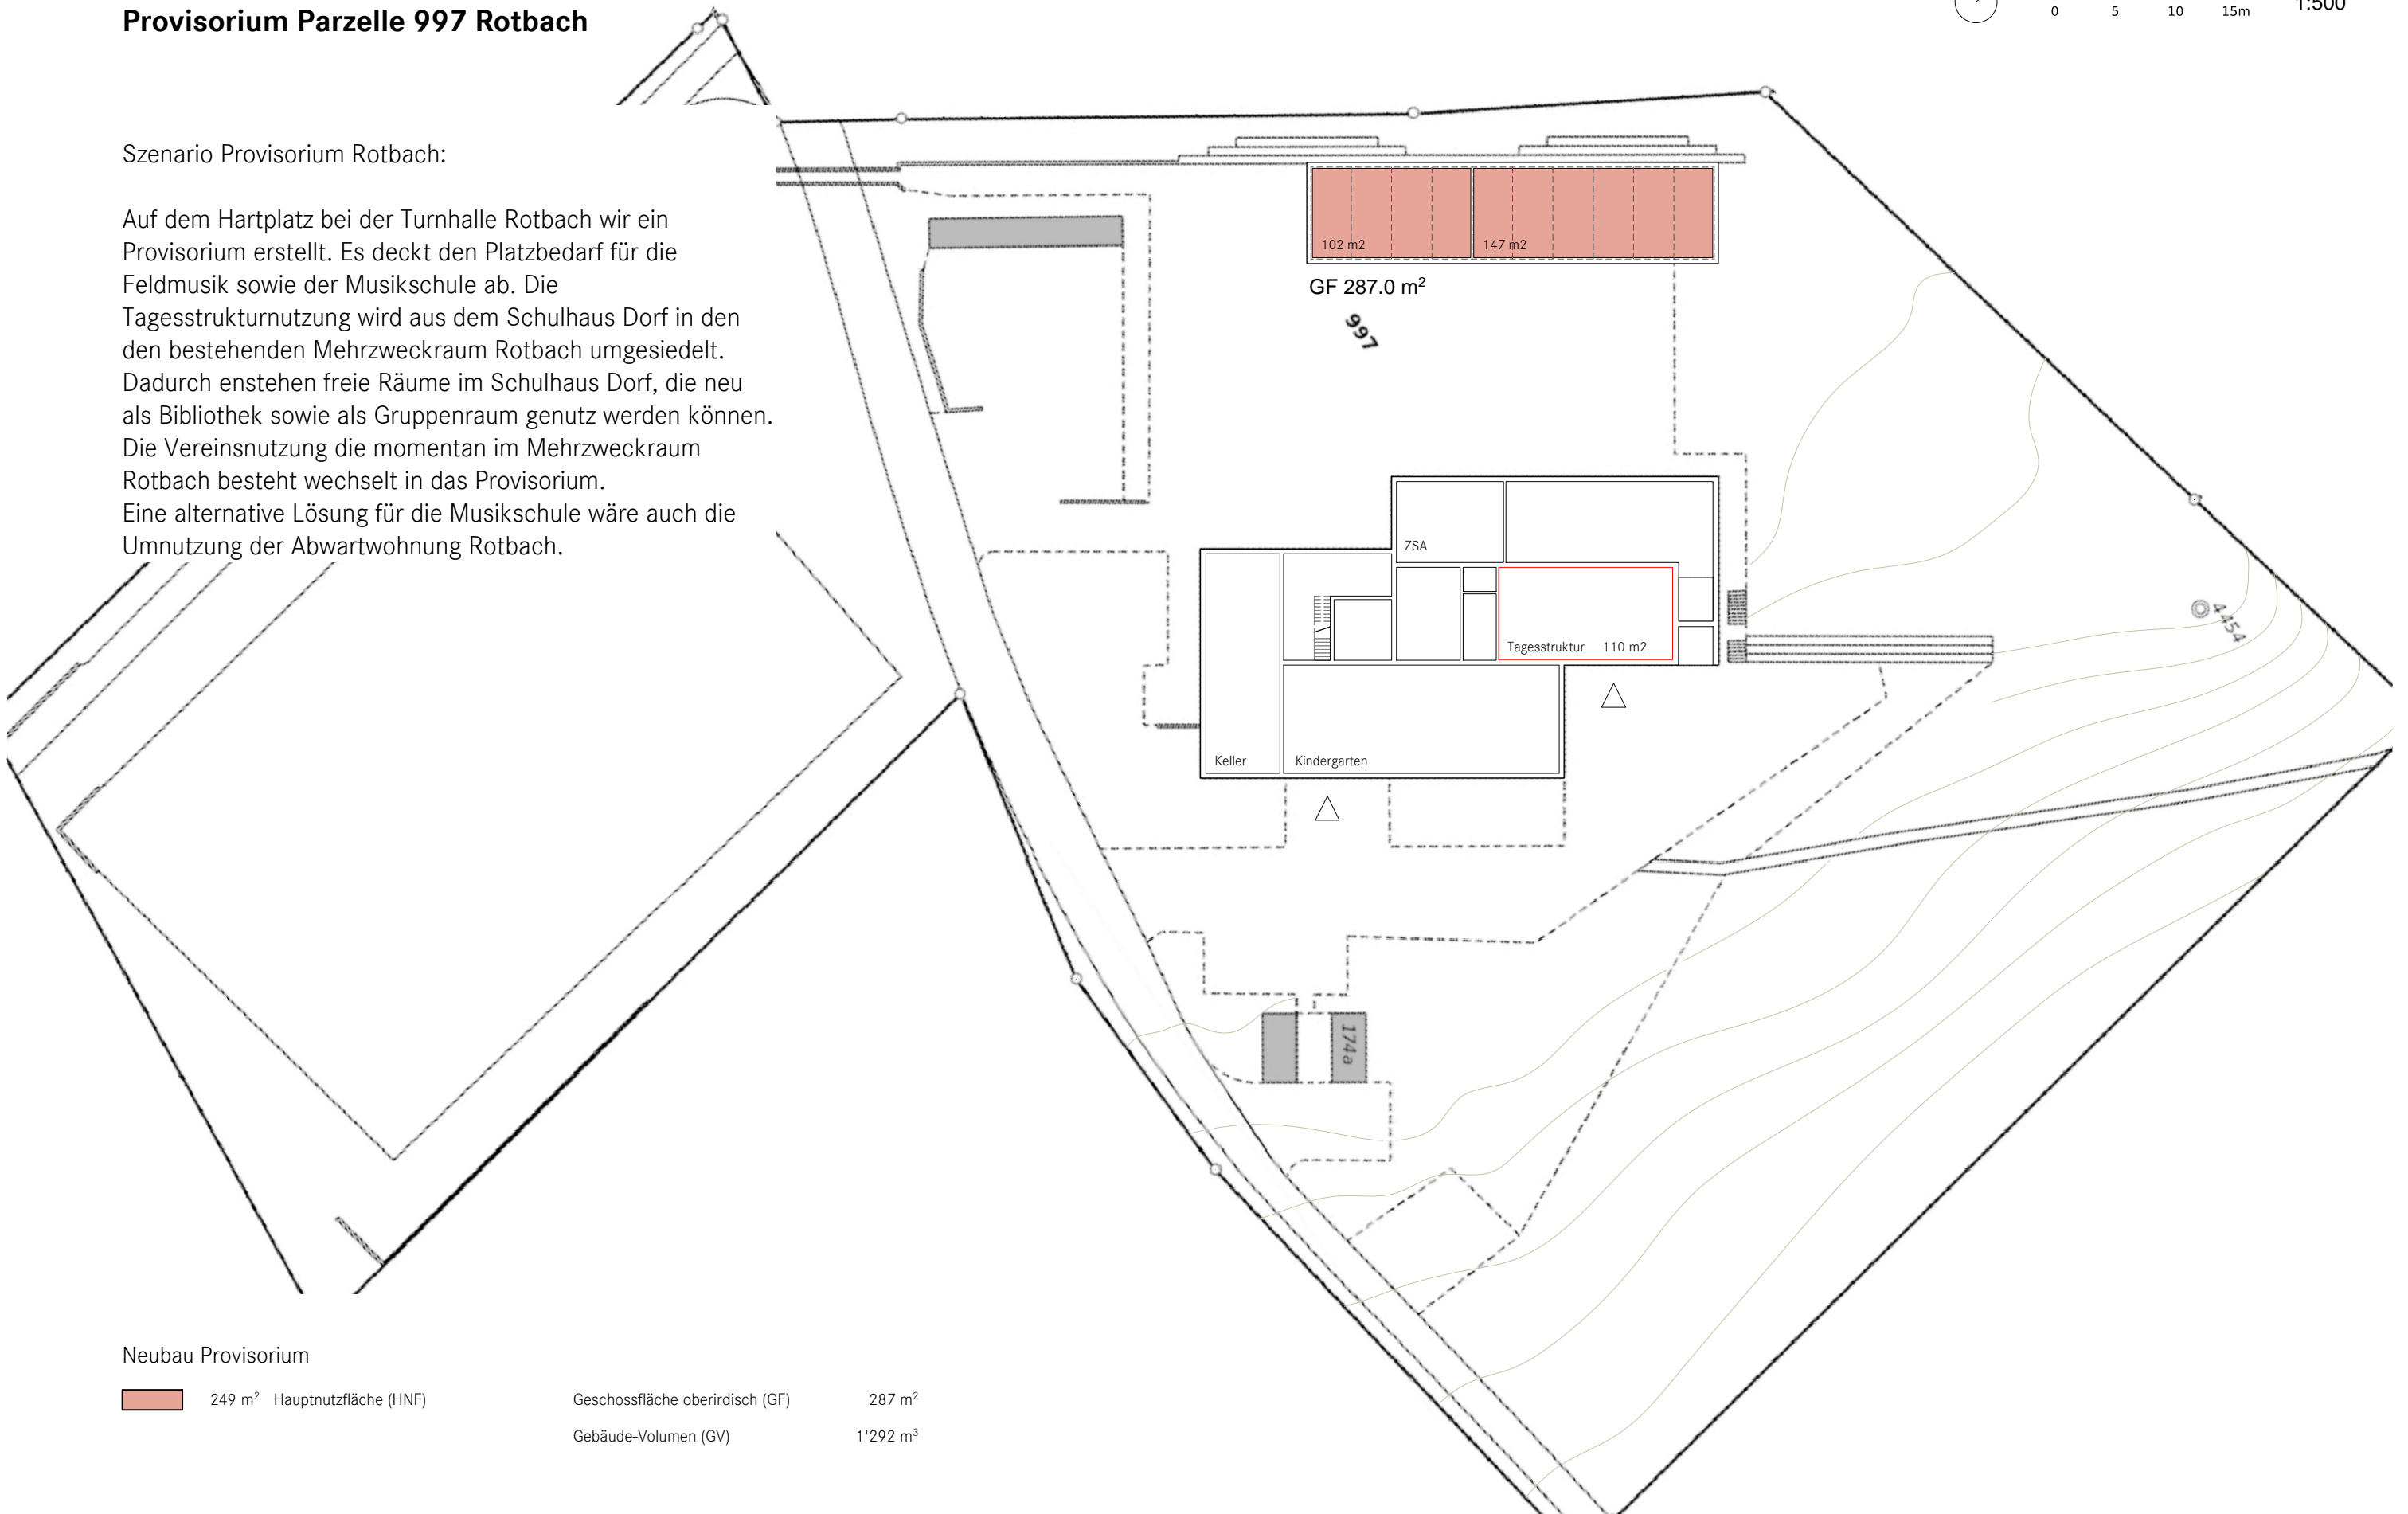 Provisorium Parzelle 997 Rotbach
0 5 10 15m 1:500
Szenario Provisorium Rotbach:
Auf dem Hartplatz bei der Turnhalle Rotbach wir ein
Provisorium erstellt. Es deckt den Platzbedarf für die
Feldmusik sowie der Musikschule ab. Die
Tagesstrukturnutzung wird aus dem Schulhaus Dorf in den
den bestehenden Mehrzweckraum Rotbach umgesiedelt.
Dadurch enstehen freie Räume im Schulhaus Dorf, die neu
als Bibliothek sowie als Gruppenraum genutz werden können.
Die Vereinsnutzung die momentan im Mehrzweckraum
Rotbach besteht wechselt in das Provisorium.
Eine alternative Lösung für die Musikschule wäre auch die
Umnutzung der Abwartwohnung Rotbach.
102 m2
147 m2
GF 287.0 m²
997
ZSA
Tagesstruktur 110 m2
4454
Keller
Kindergarten
174a
Neubau Provisorium
249 m² Hauptnutzfläche (HNF)
Geschossfläche oberirdisch (GF) 287 m²
Gebäude-Volumen (GV) 1'292 m³